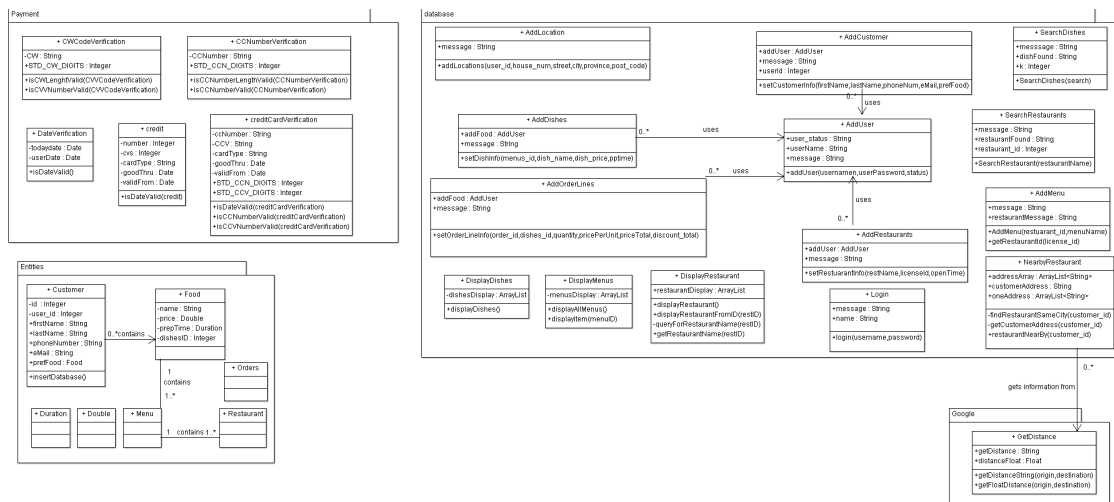 Payment
+ CWCodeVerification
-CW : String
+STD_CW_DIGITS : Integer
+isCWLenghtValid(CVVCodeVerification)
+isCVVNumberValid(CVVCodeVerification)
+ CCNumberVerification
-CCNumber : String
+STD_CCN_DIGITS : Integer
+isCCNumberLengthValid(CCNumberVerification)
+isCCNumberValid(CCNumberVerification)
+ DateVerification
-todaydate : Date
-userDate : Date
+isDateValid()
+ credit
-number : Integer
-cvs : Integer
-cardType : String
-goodThru : Date
-validFrom : Date
+isDateValid(credit)
+ creditCardVerification
-ccNumber : String
-CCV : String
-cardType : String
-goodThru : Date
-validFrom : Date
+STD_CCN_DIGITS : Integer
+STD_CCV_DIGITS : Integer
+isDateValid(creditCardVerification)
+isCCNumberValid(creditCardVerification)
+isCCVNumberValid(creditCardVerification)
Entities
+ Customer
-id : Integer
-user_id : Integer
+firstName : String
+lastName : String
+phoneNumber : String
+eMail : String
+prefFood : Food
+insertDatabase()
0..*contains
+ Food
-name : String
-price : Double
-prepTime : Duration
-dishesID : Integer
1
contains
1..*
+ Orders
+ Duration
+ Double
+ Menu
1 contains 1..*
+ Restaurant
database
+ AddLocation
+message : String
+addLocations(user_id,house_num,street,city,province,post_code)
+ AddCustomer
+addUser : AddUser
+message : String
+userId : Integer
+setCustomerInfo(firstName,lastName,phoneNum,eMail,prefFood)
0..*
uses
+ SearchDishes
+messsage : String
+dishFound : String
+k : Integer
+SearchDishes(search)
+ AddDishes
+addFood : AddUser
+message : String
+setDishInfo(menus_id,dish_name,dish_price,pptime)
0..*
uses
+ AddUser
+user_status : String
+userName : String
+message : String
+addUser(usernamen,userPassword,status)
+ SearchRestaurants
+message : String
+restaurantFound : String
+restaurant_id : Integer
+SearchRestaurant(restaurantName)
+ AddOrderLines
+addFood : AddUser
+message : String
+setOrderLineInfo(order_id,dishes_id,quantity,pricePerUnit,priceTotal,discount_total)
0..*
uses
uses
0..*
+ AddRestaurants
+addUser : AddUser
+message : String
+setRestuarantInfo(restName,licenseId,openTime)
+ AddMenu
+message : String
+restaurantMessage : String
+AddMenu(restuarant_id,menuName)
+getRestaurantId(license_id)
+ DisplayDishes
-dishesDisplay : ArrayList
+displayDishes()
+ DisplayMenus
-menusDisplay : ArrayList
+displayAllMenus()
+displayItem(menuID)
+ DisplayRestaurant
+restaurantDisplay : ArrayList
+displayRestaurant()
+displayRestaurantFromID(restID)
-queryForRestaurantName(restID)
+getRestaurantName(restID)
+ Login
+message : String
+name : String
+login(username,password)
+ NearbyRestaurant
+addressArray : ArrayList<String>
+customerAddress : String
+oneAddress : ArrayList<String>
-findRestaurantSameCity(customer_id)
-getCustomerAddress(customer_id)
+restaurantNearBy(customer_id)
0..*
gets information from
Google
+ GetDistance
+getDistance : String
+distanceFloat : Float
+getDistanceString(origin,destination)
+getFloatDistance(origin,destination)